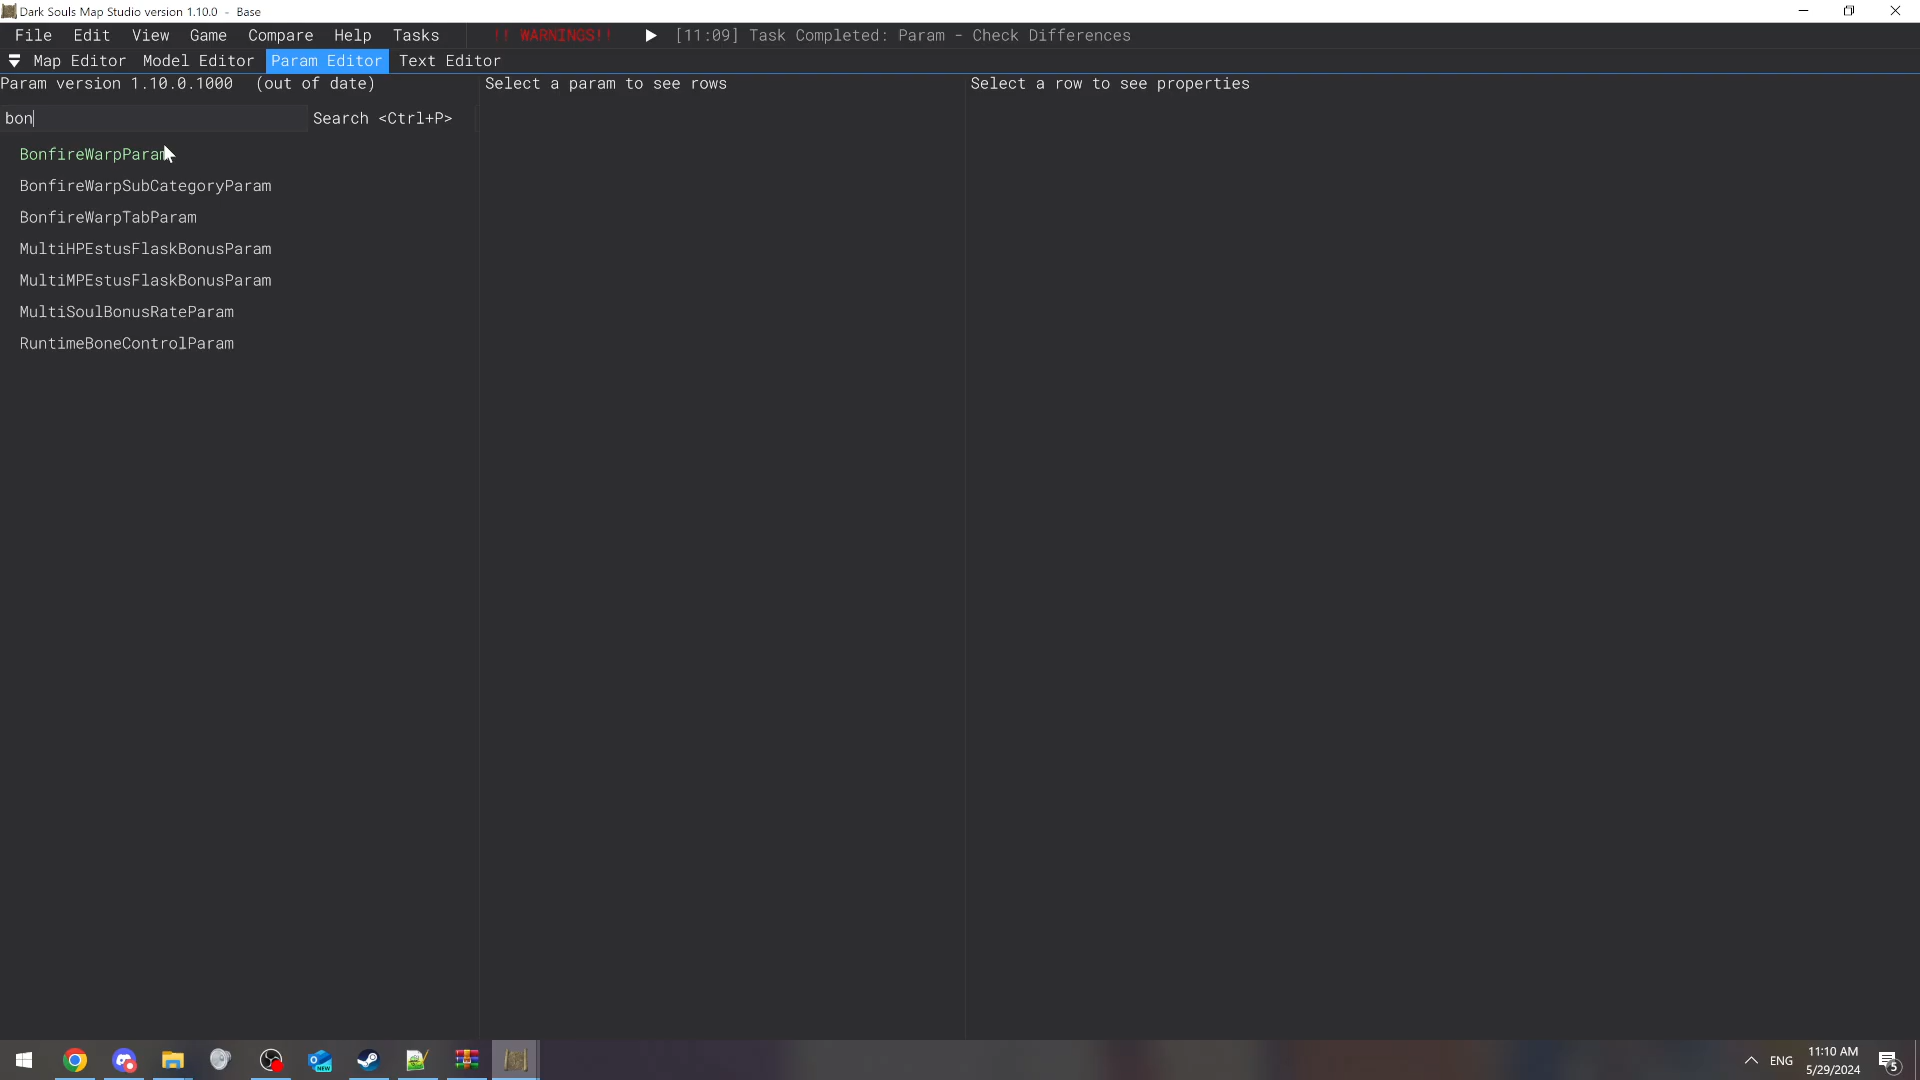 Dark Souls Map Studio version 1.10.0 - Base
File Edit View Game Compare Help Tasks !! WARNINGS!! [11:09] Task Completed: Param - Check Differences
Map Editor Model Editor Param Editor Text Editor
Param version 1.10.0.1000 (out of date) Select a param to see rows Select a row to see properties
bon Search <Ctrl+P>
BonfireWarpParam
BonfireWarpSubCategoryParam
BonfireWarpTabParam
MultiHPEstusFlaskBonusParam
MultiMPEstusFlaskBonusParam
MultiSoulBonusRateParam
RuntimeBoneControlParam
NEW
ENG 11:10 AM
5/29/2024
5